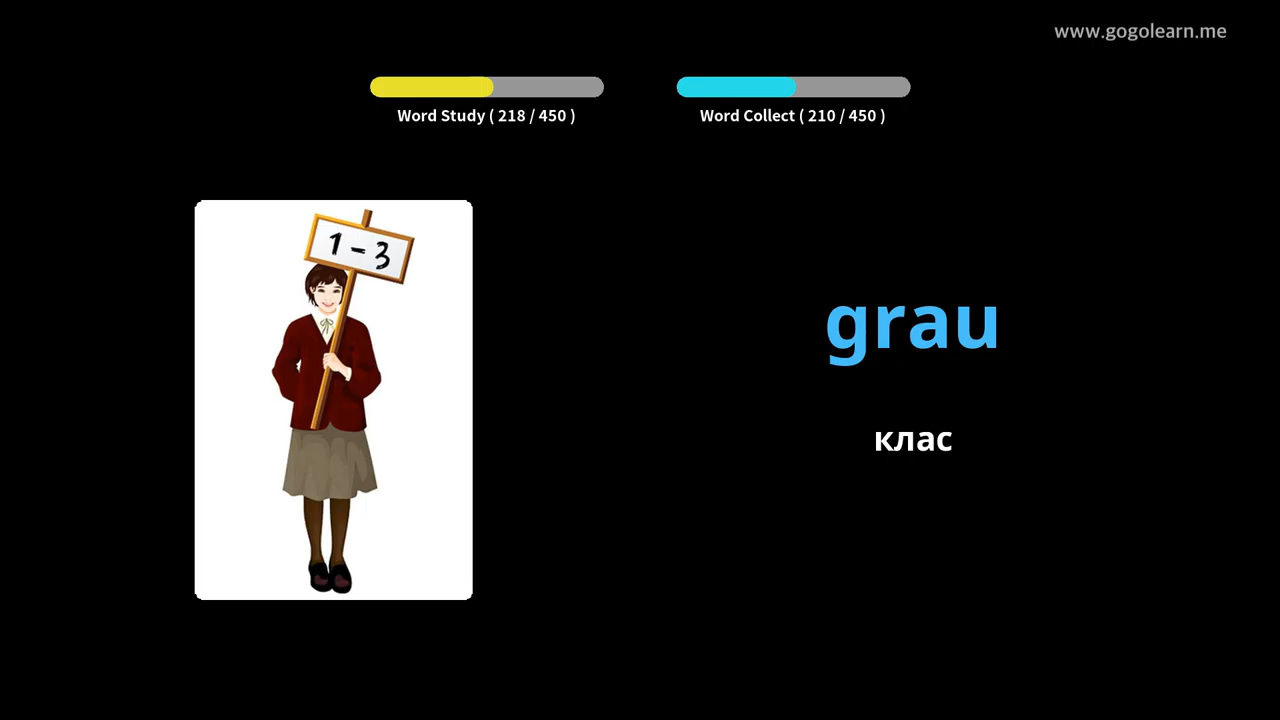 www.gogolearn.me
Word Study ( 218 / 450 )
Word Collect ( 210 / 450 )
1 - 3
grau
клас